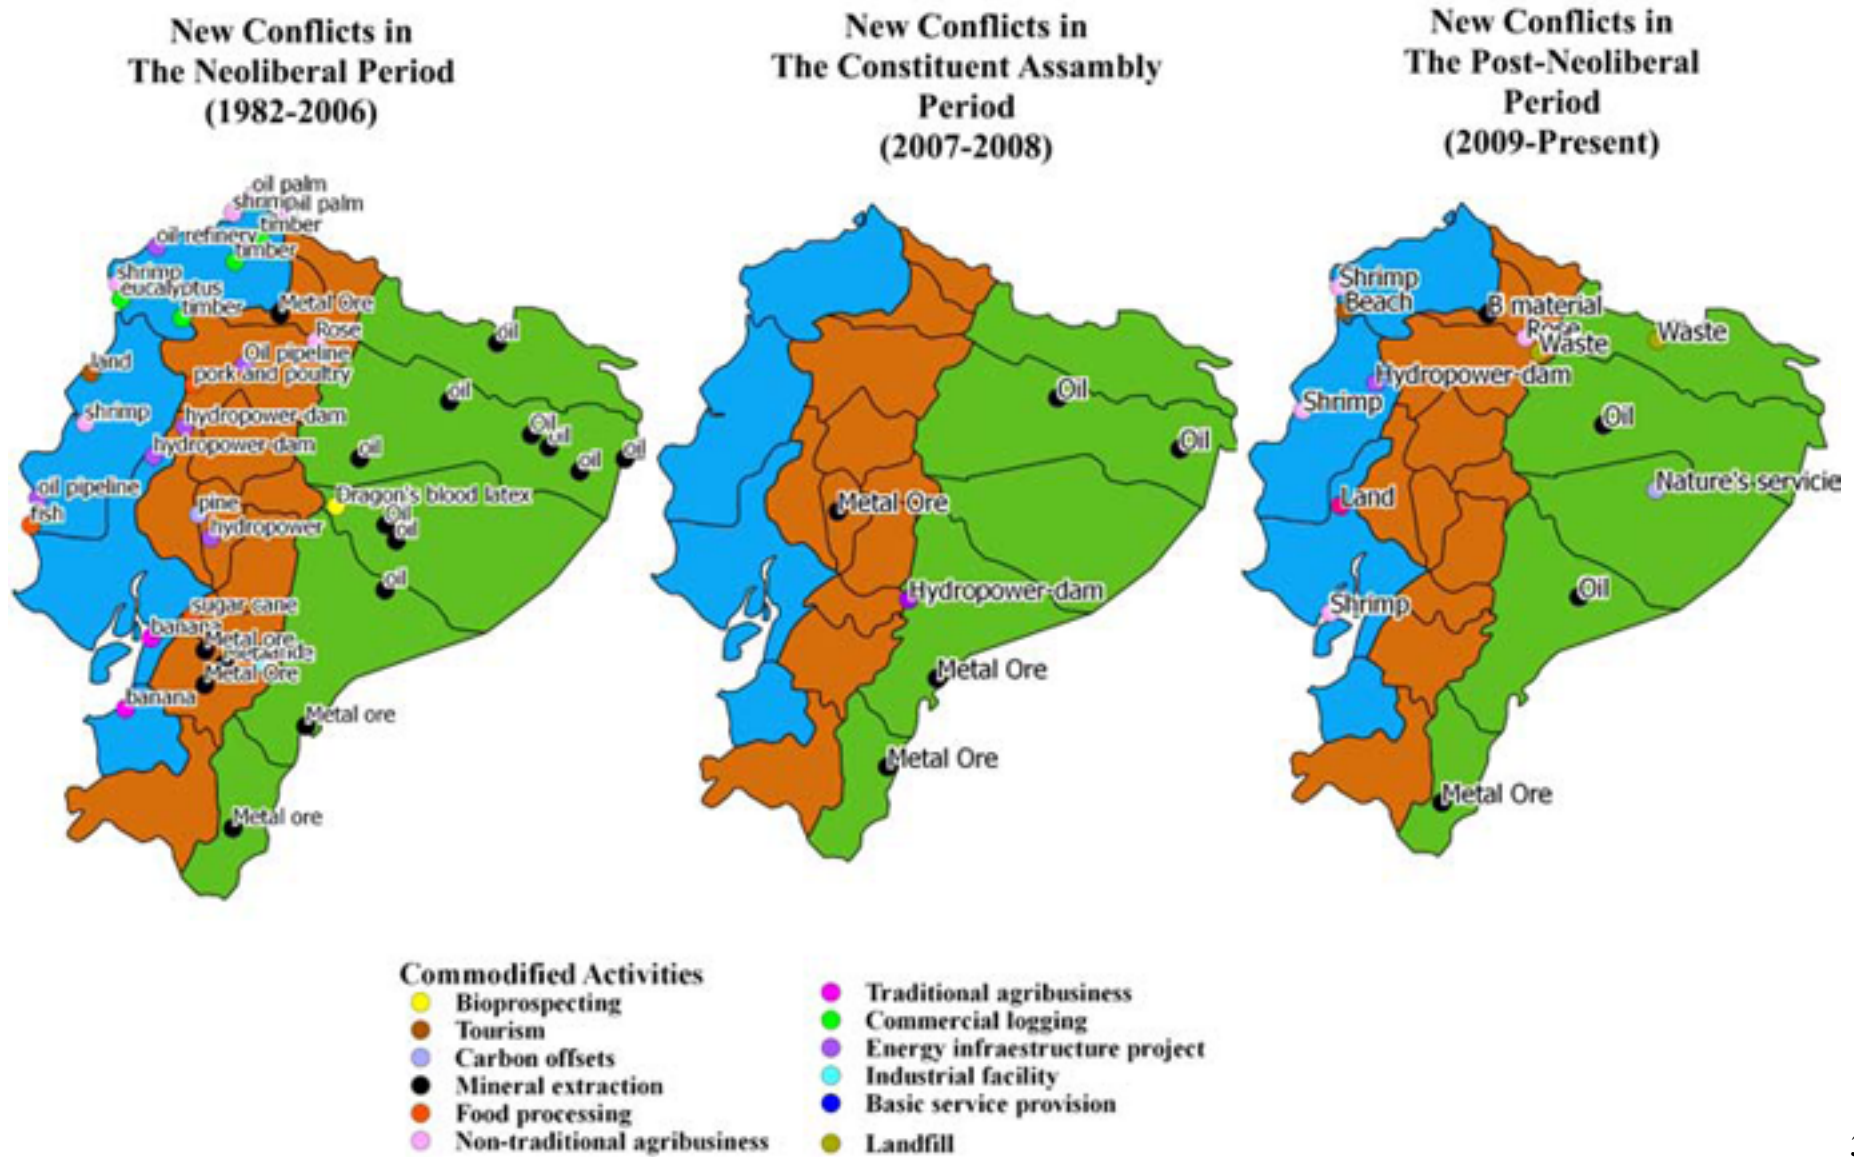 New Conflicts in
The Neoliberal Period
(1982-2006)
New Conflicts in
The Constituent Assambly
Period
(2007-2008)
New Conflicts in
The Post-Neoliberal
Period
(2009-Present)
oil palm
shrimp oil palm
timber
oil refinery
timber
shrimp
eucalyptus
timber
Metal Ore
Rose
oil
land
Oil pipeline
pork and poultry
oil
shrimp
hydropower-dam
Oil
oil
hydropower-dam
oil
oil
oil
oil pipeline
Dragon's blood latex
fish
pine
Oil
hydropower
oil
oil
sugar cane
banana
Metal ore
Metal Ore
banana
Metal ore
Metal ore
Oil
Oil
Metal Ore
Hydropower-dam
Metal Ore
Metal Ore
Shrimp
Beach
B material
Rose
Waste
Waste
Hydropower-dam
Shrimp
Oil
Nature's servicie
Land
Oil
Shrimp
Metal Ore
Commodified Activities
Bioprospecting
Tourism
Carbon offsets
Mineral extraction
Food processing
Non-traditional agribusiness
Traditional agribusiness
Commercial logging
Energy infraestructure project
Industrial facility
Basic service provision
Landfill